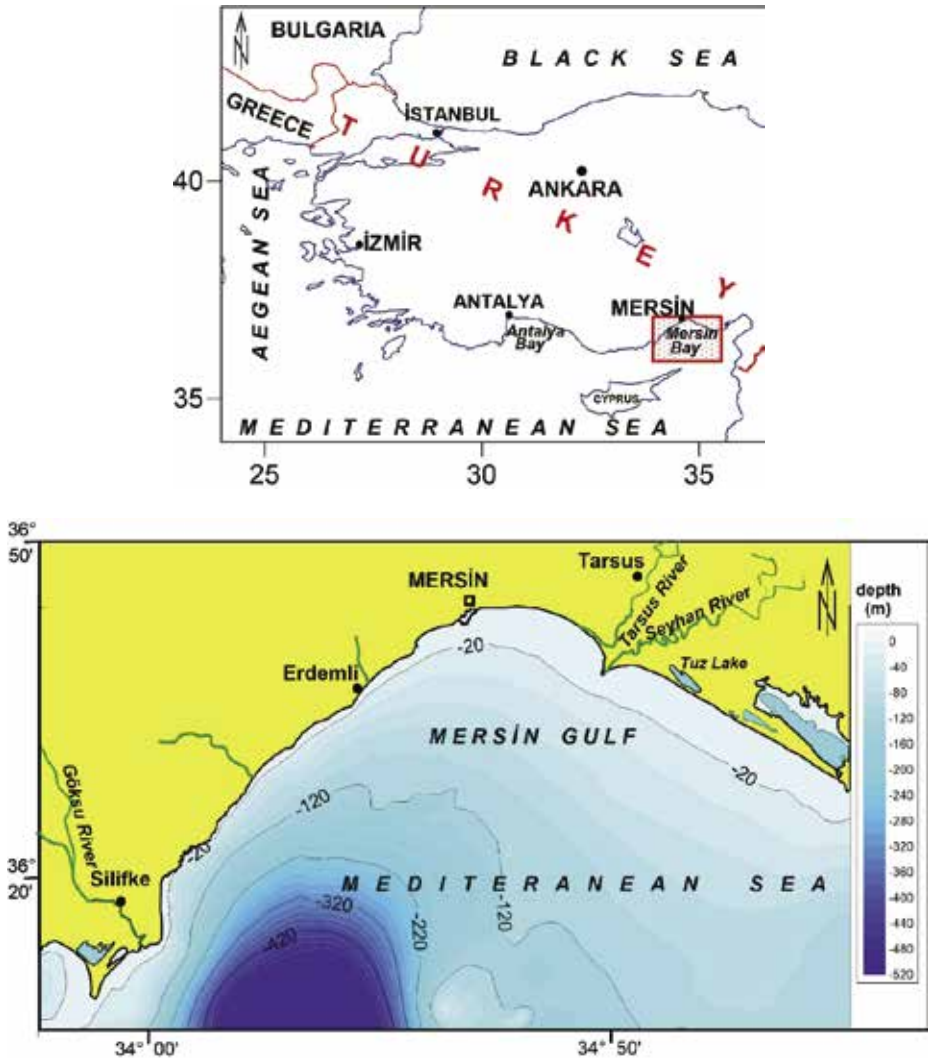 N
BULGARIA
BLACK SEA
GREECE
İSTANBUL
TURKEY
40
ANKARA
AEGEAN SEA
İZMİR
ANTALYA
Antalya
Bay
MERSİN
Mersin
Bay
35
CYPRUS
MEDITERRANEAN SEA
25
30
35
36°
50'
MERSİN
Tarsus
N
depth
(m)
Tarsus River
Seyhan River
0
-40
-80
-120
-160
-200
-240
-280
-320
-360
-400
-440
-480
-520
-20
Erdemli
Tuz Lake
MERSİN GULF
-20
Göksu River
-120
-20
36°
20'
Silifke
MEDITERANEAN SEA
-320
-120
-220
-420
34° 00'
34° 50'